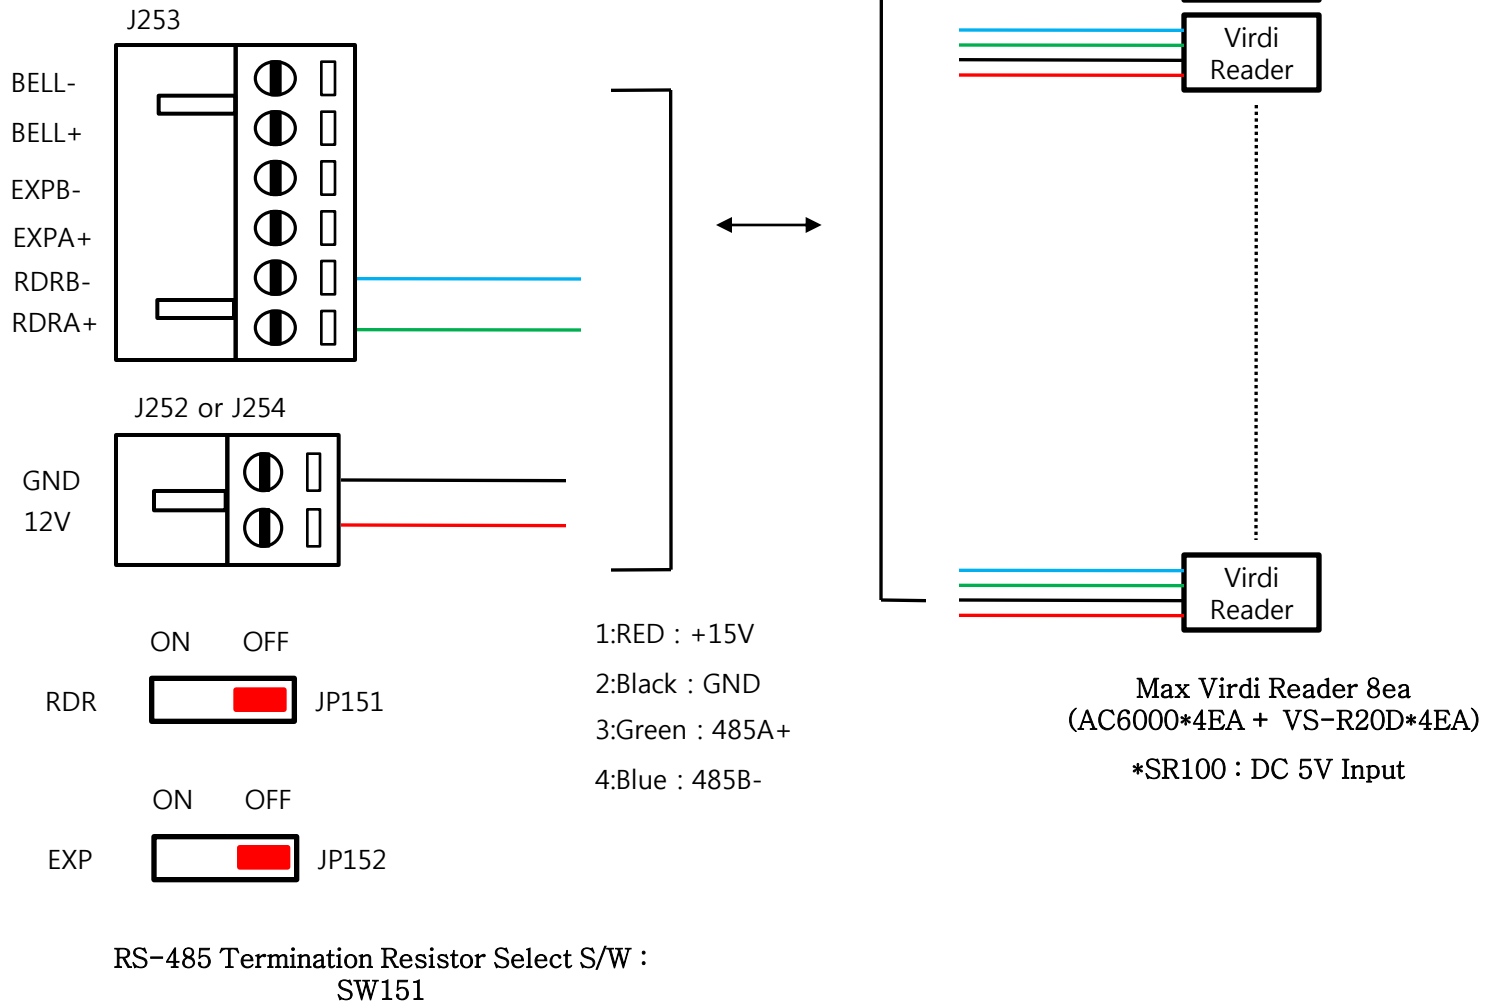 J253
BELL-
BELL+
EXPB-
EXPA+
RDRB-
RDRA+
J252 or J254
GND
12V
ON OFF
RDR
JP151
ON OFF
EXP
JP152
RS-485 Termination Resistor Select S/W :
SW151
1:RED : +15V
2:Black : GND
3:Green : 485A+
4:Blue : 485B-
Virdi
Reader
Virdi
Reader
Max Virdi Reader 8ea
(AC6000*4EA + VS-R20D*4EA)
*SR100 : DC 5V Input